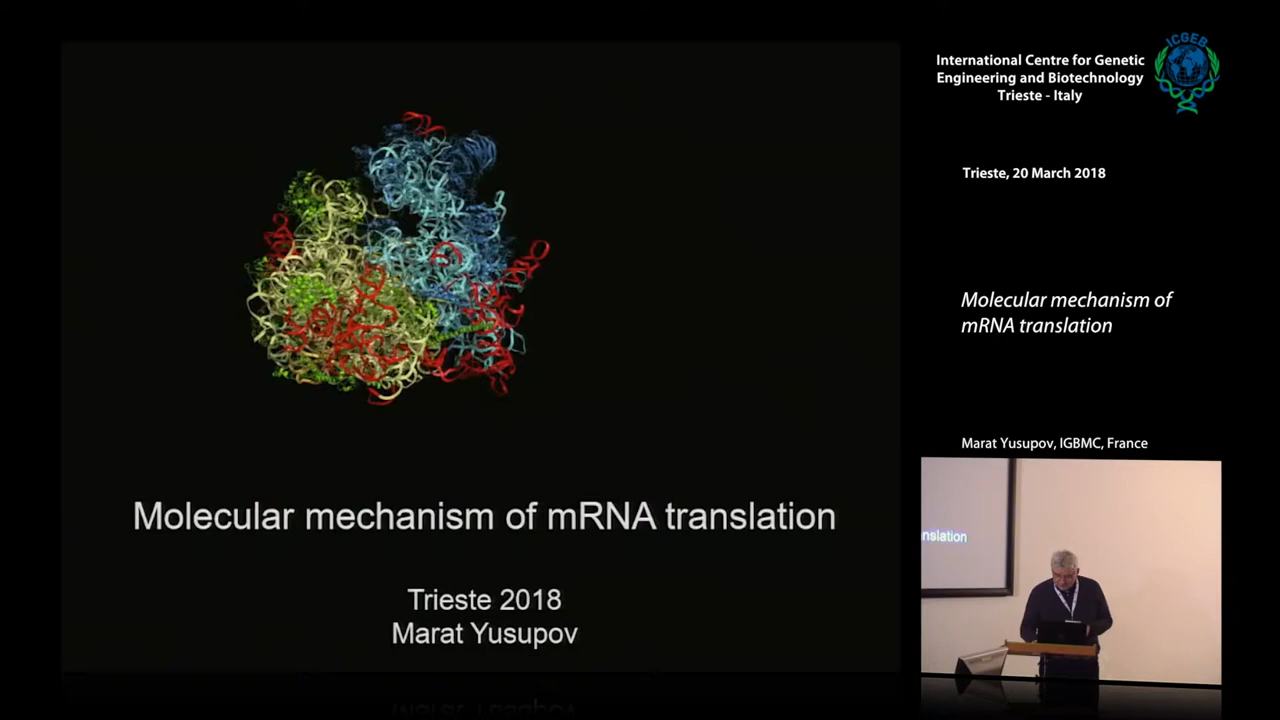 Molecular mechanism of mRNA translation
Trieste 2018
Marat Yusupov
ICGEB
International Centre for Genetic
Engineering and Biotechnology
Trieste - Italy
Trieste, 20 March 2018
Molecular mechanism of
mRNA translation
Marat Yusupov, IGBMC, France
nslation